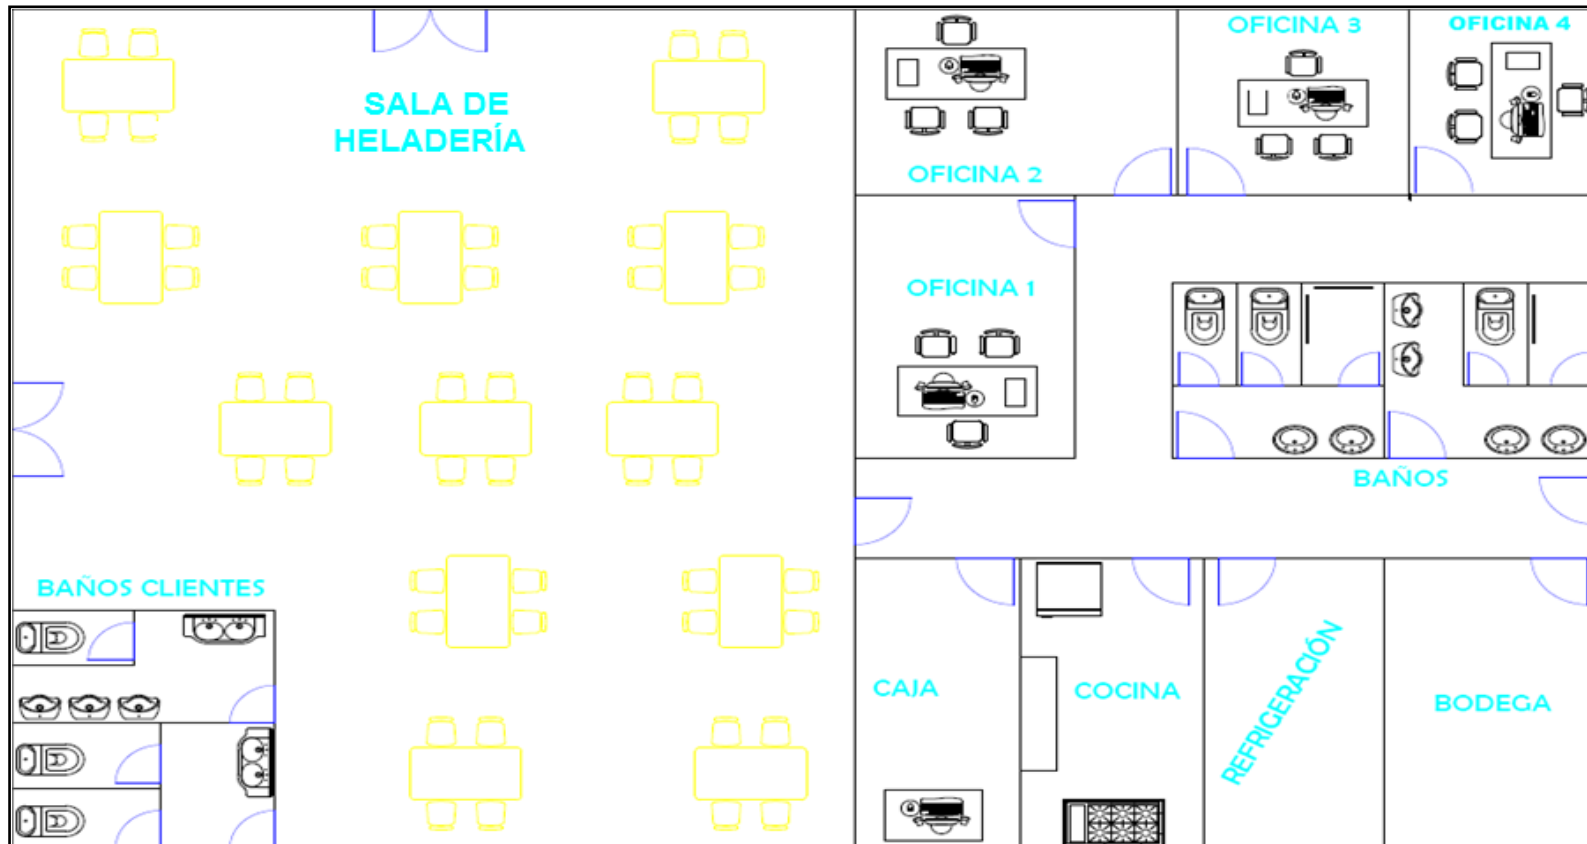 SALA DE
HELADERÍA
OFICINA 2
OFICINA 3
OFICINA 4
OFICINA 1
BAÑOS
BAÑOS CLIENTES
CAJA
COCINA
REFRIGERACIÓN
BODEGA